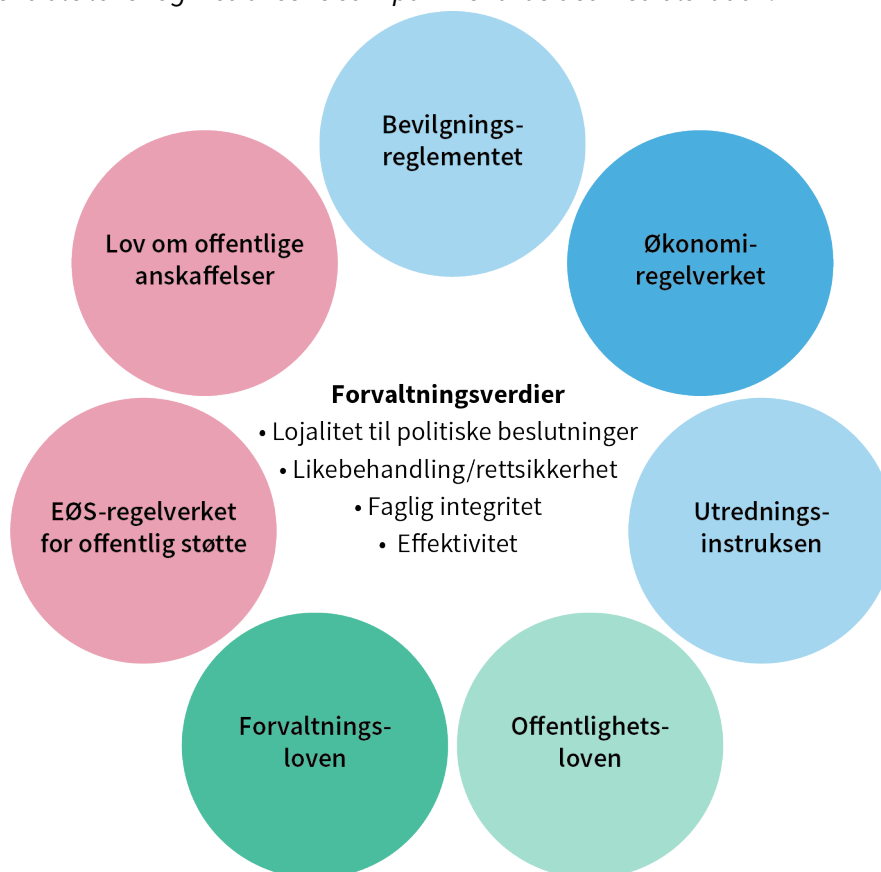 Bevilgnings-
reglementet
Lov om offentlige
anskaffelser
Økonomi-
regelverket
Forvaltningsverdier
• Lojalitet til politiske beslutninger
• Likebehandling/rettsikkerhet
• Faglig integritet
• Effektivitet
EØS-regelverket
for offentlig støtte
Utrednings-
instruksen
Forvaltnings-
loven
Offentlighets-
loven